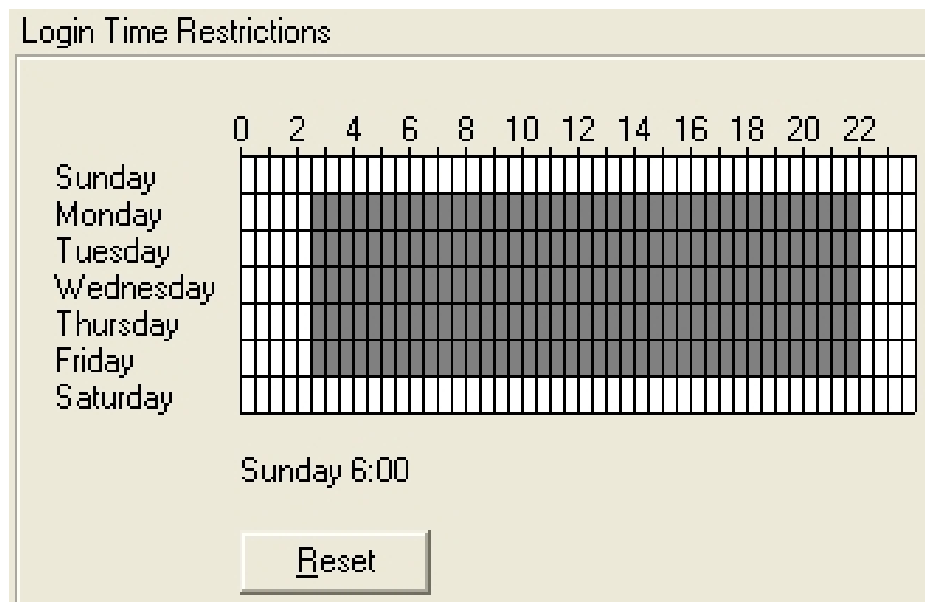 Login Time Restrictions
0 2 4 6 8 10 12 14 16 18 20 22
Sunday
Monday
Tuesday
Wednesday
Thursday
Friday
Saturday
Sunday 6:00
Reset